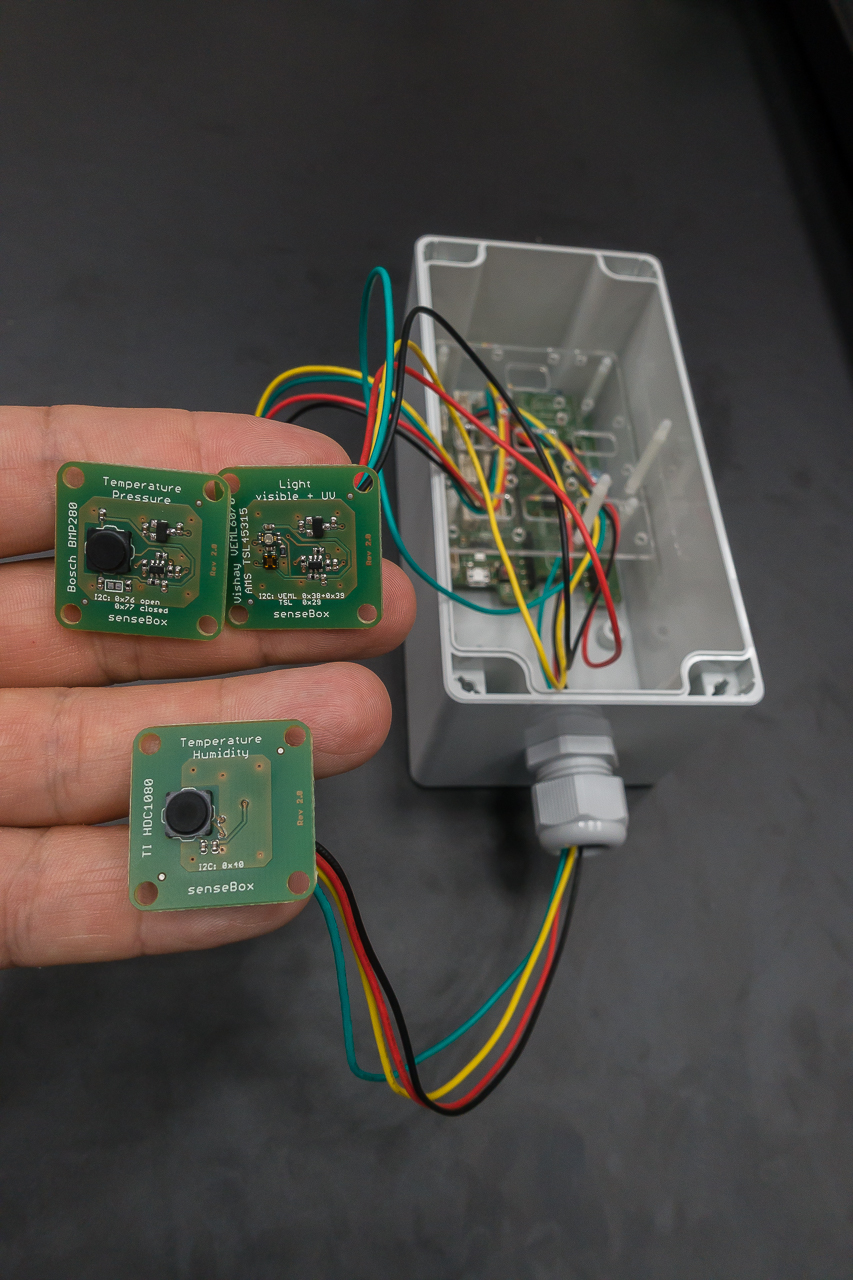 Temperature
Pressure
Bosch BMP280
Rev 2.0
I2C: 0x76 open
0x77 closed
senseBox
Light
visible + UV
Vishay VEML6070
AMS TSL45315
Rev 2.0
I2C: VEML 0x38+0x39
TSL 0x29
senseBox
Temperature
Humidity
TI HDC1080
Rev 2.0
I2C: 0x40
senseBox